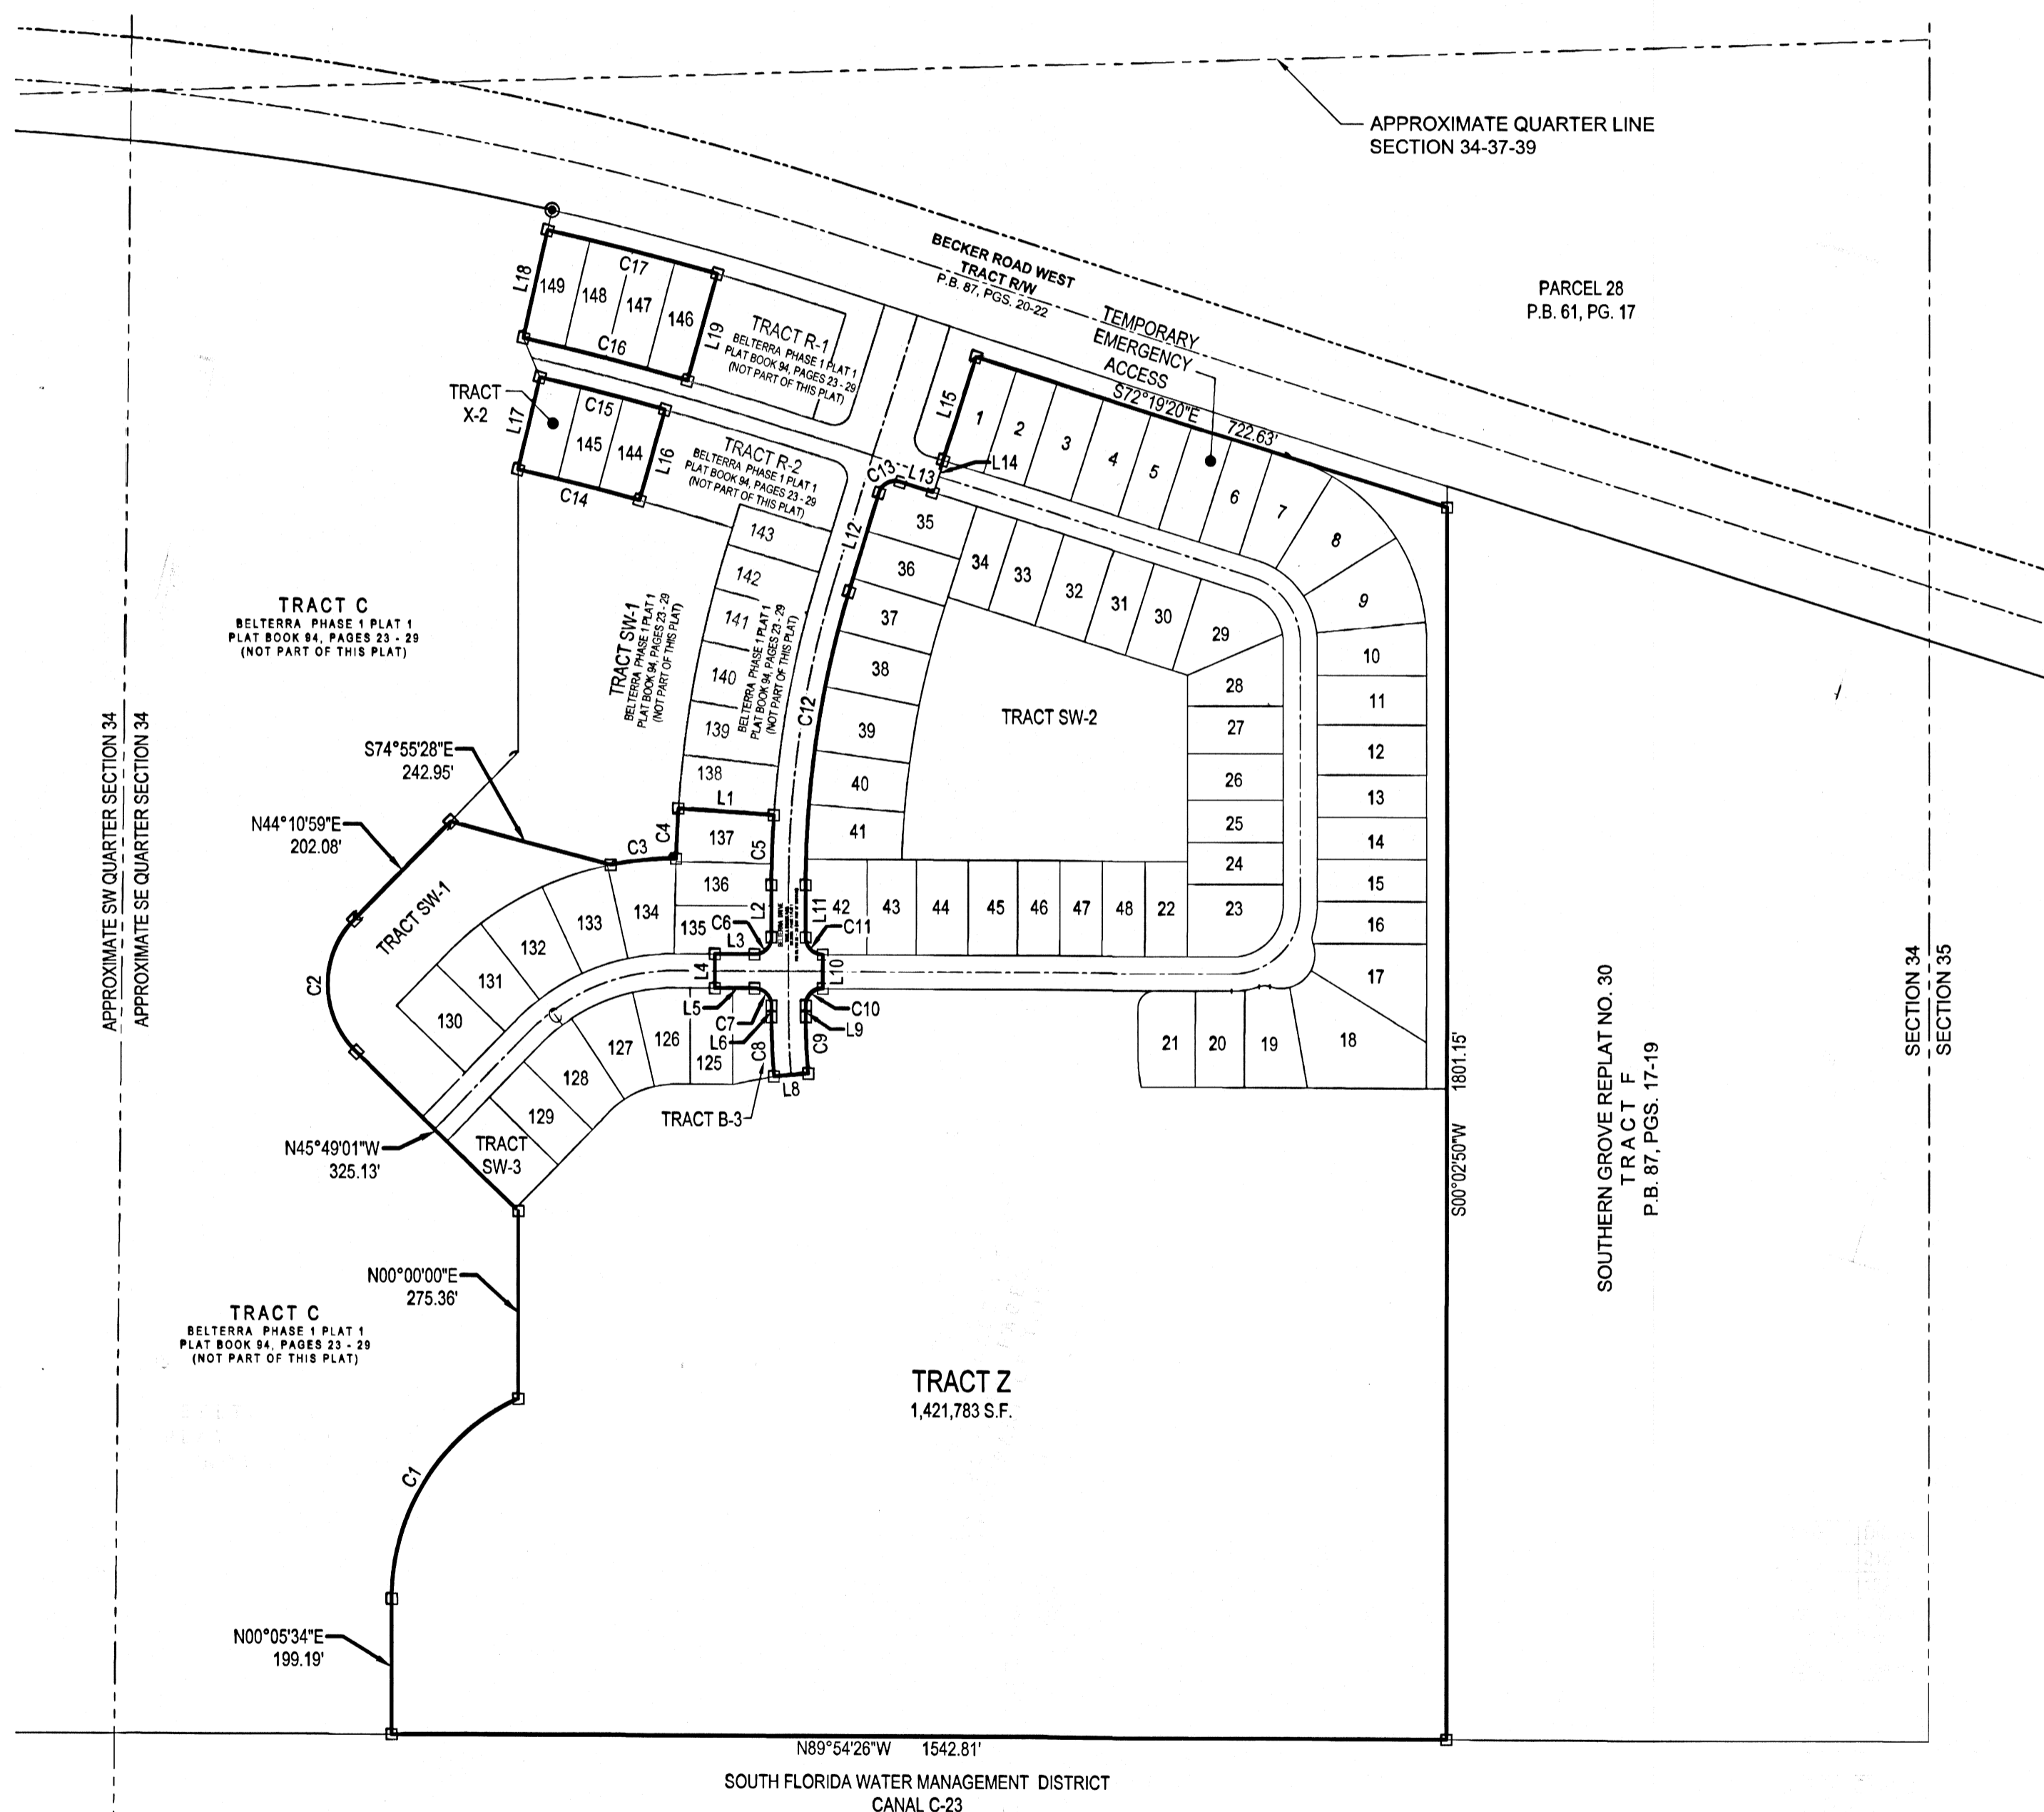 APPROXIMATE QUARTER LINE
SECTION 34-37-39
BECKER ROAD WEST
TRACT R/W
P.B. 87, PGS. 20-22
PARCEL 28
P.B. 61, PG. 17
TEMPORARY
EMERGENCY
ACCESS
S72°19'20"E
722.63'
L18
149
148
C17
147
146
L19
C16
TRACT R-1
BELTERRA PHASE 1 PLAT 1
PLAT BOOK 94, PAGES 23 - 29
(NOT PART OF THIS PLAT)
TRACT
X-2
L17
C15
145
144
L16
C14
TRACT R-2
BELTERRA PHASE 1 PLAT 1
PLAT BOOK 94, PAGES 23 - 29
(NOT PART OF THIS PLAT)
L15
L14
C13
L13
L12
1
2
3
4
5
6
7
8
9
10
11
12
13
14
15
16
17
18
19
20
21
35
36
37
38
39
40
41
34
33
32
31
30
29
28
27
26
25
24
23
TRACT SW-2
143
142
141
140
139
138
TRACT SW-1
BELTERRA PHASE 1 PLAT 1
PLAT BOOK 94, PAGES 23 - 29
(NOT PART OF THIS PLAT)
BELTERRA PHASE 1 PLAT 1
PLAT BOOK 94, PAGES 23 - 29
(NOT PART OF THIS PLAT)
C12
TRACT C
BELTERRA PHASE 1 PLAT 1
PLAT BOOK 94, PAGES 23 - 29
(NOT PART OF THIS PLAT)
APPROXIMATE SW QUARTER SECTION 34
APPROXIMATE SE QUARTER SECTION 34
S74°55'28"E
242.95'
N44°10'59"E
202.08'
L1
C4
137
C5
C3
136
135
134
133
132
131
130
TRACT SW-1
C2
L2
C6
L3
L4
L5
C7
L6
C8
L8
C9
L9
C10
L10
C11
L11
42
43
44
45
46
47
48
22
129
128
127
126
125
TRACT B-3
TRACT
SW-3
N45°49'01"W
325.13'
N00°00'00"E
275.36'
TRACT C
BELTERRA PHASE 1 PLAT 1
PLAT BOOK 94, PAGES 23 - 29
(NOT PART OF THIS PLAT)
C1
TRACT Z
1,421,783 S.F.
N00°05'34"E
199.19'
S00°02'50"W 1801.15'
SOUTHERN GROVE REPLAT NO. 30
TRACT F
P.B. 87, PGS. 17-19
SECTION 34
SECTION 35
N89°54'26"W 1542.81'
SOUTH FLORIDA WATER MANAGEMENT DISTRICT
CANAL C-23